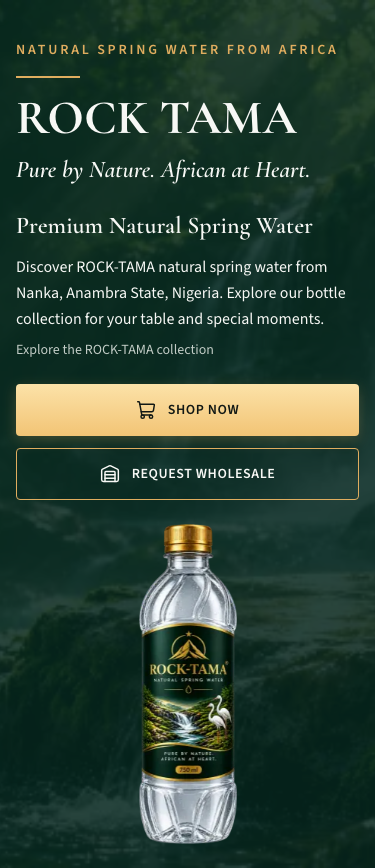 NATURAL SPRING WATER FROM AFRICA
ROCK TAMA
Pure by Nature. African at Heart.
Premium Natural Spring Water
Discover ROCK-TAMA natural spring water from
Nanka, Anambra State, Nigeria. Explore our bottle
collection for your table and special moments.
Explore the ROCK-TAMA collection
SHOP NOW
REQUEST WHOLESALE
ROCK-TAMA®
NATURAL SPRING WATER
PURE BY NATURE
AFRICAN AT HEART.
750 ml